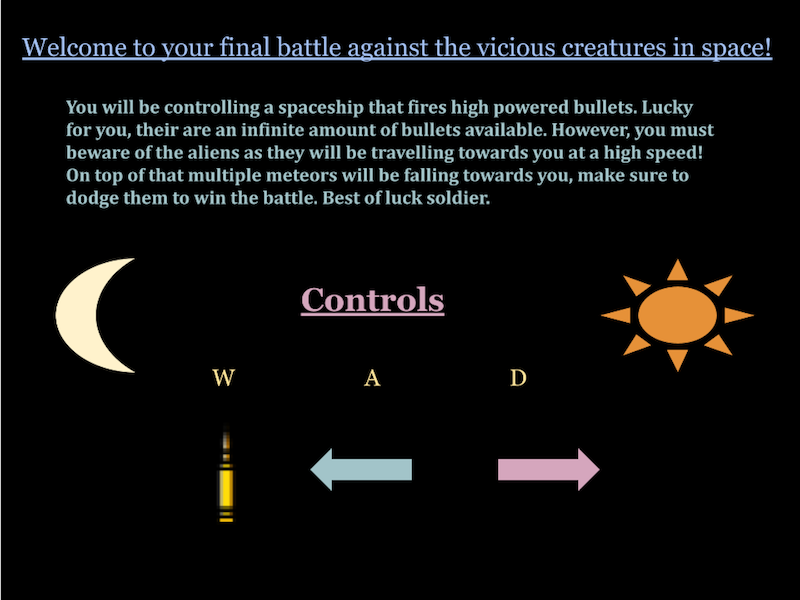 Welcome to your final battle against the vicious creatures in space!
You will be controlling a spaceship that fires high powered bullets. Lucky
for you, their are an infinite amount of bullets available. However, you must
beware of the aliens as they will be travelling towards you at a high speed!
On top of that multiple meteors will be falling towards you, make sure to
dodge them to win the battle. Best of luck soldier.
Controls
W A D